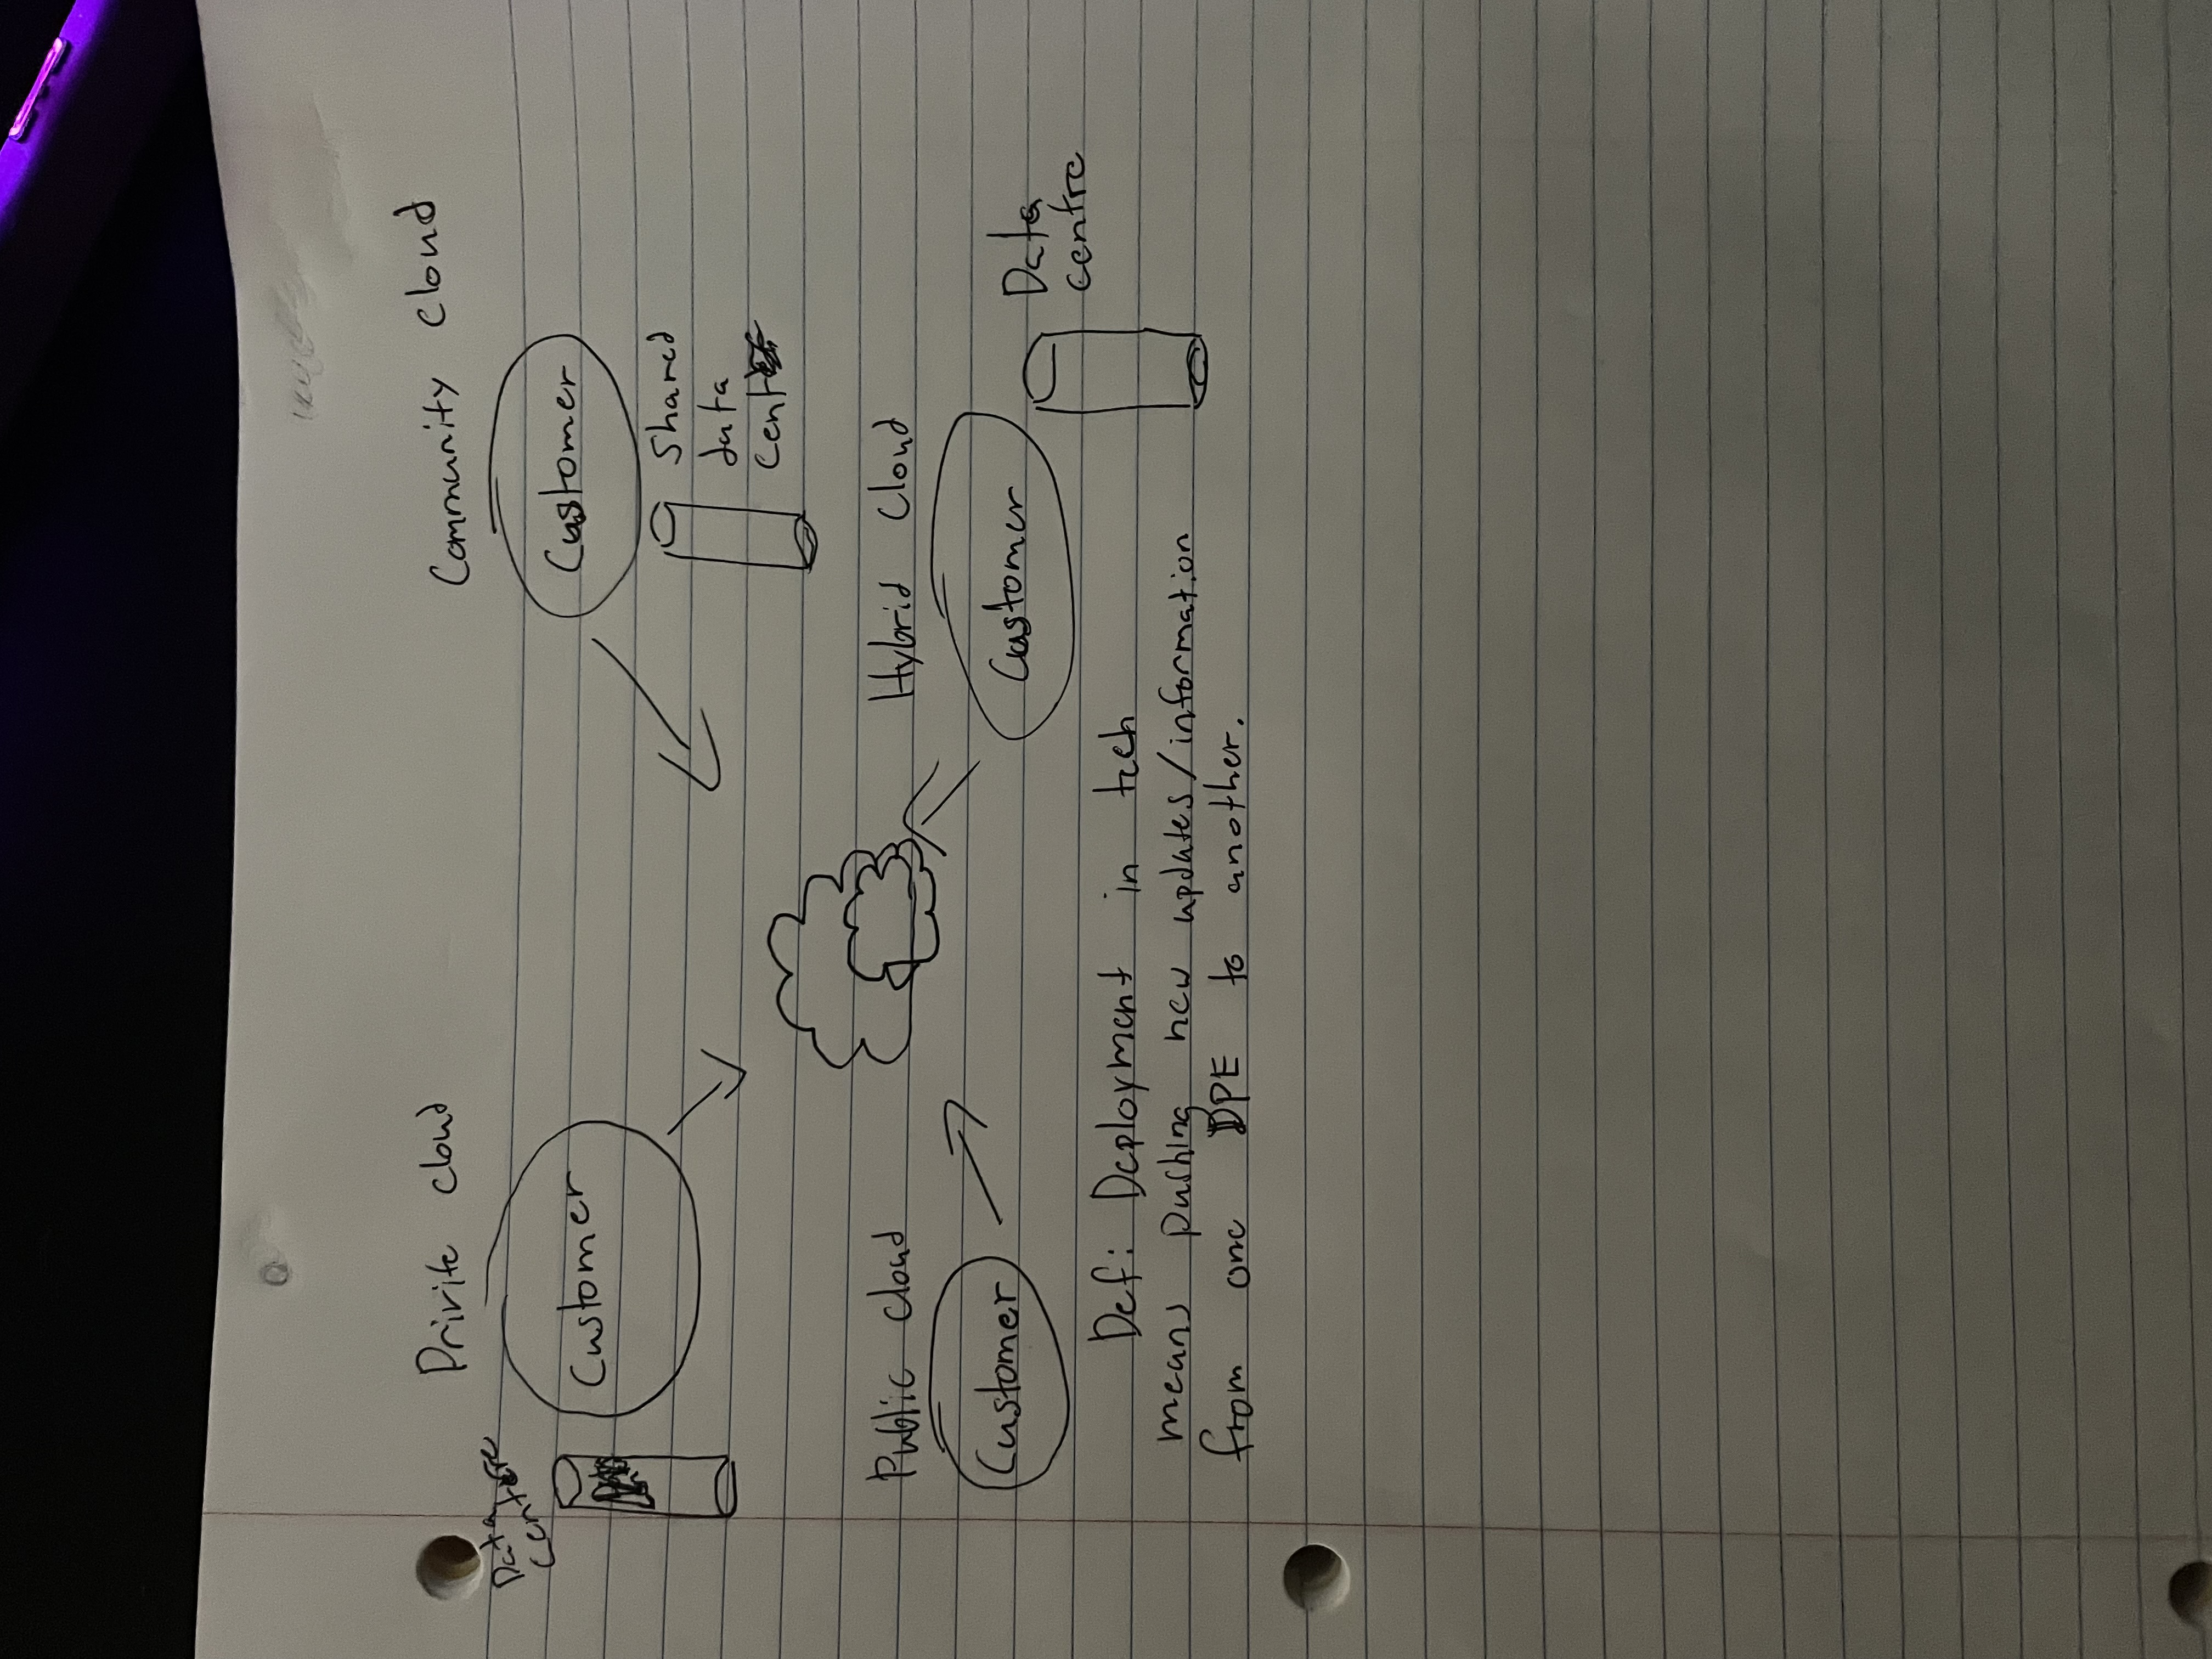 Privite cloud
Community cloud
Data
centre
Customer
Customer
Shared
data
Public cloud
Hybrid Cloud
Customer
Customer
Data
centre
Def: Deployment in tech
means pushing new updates/information
from one DPE to another.